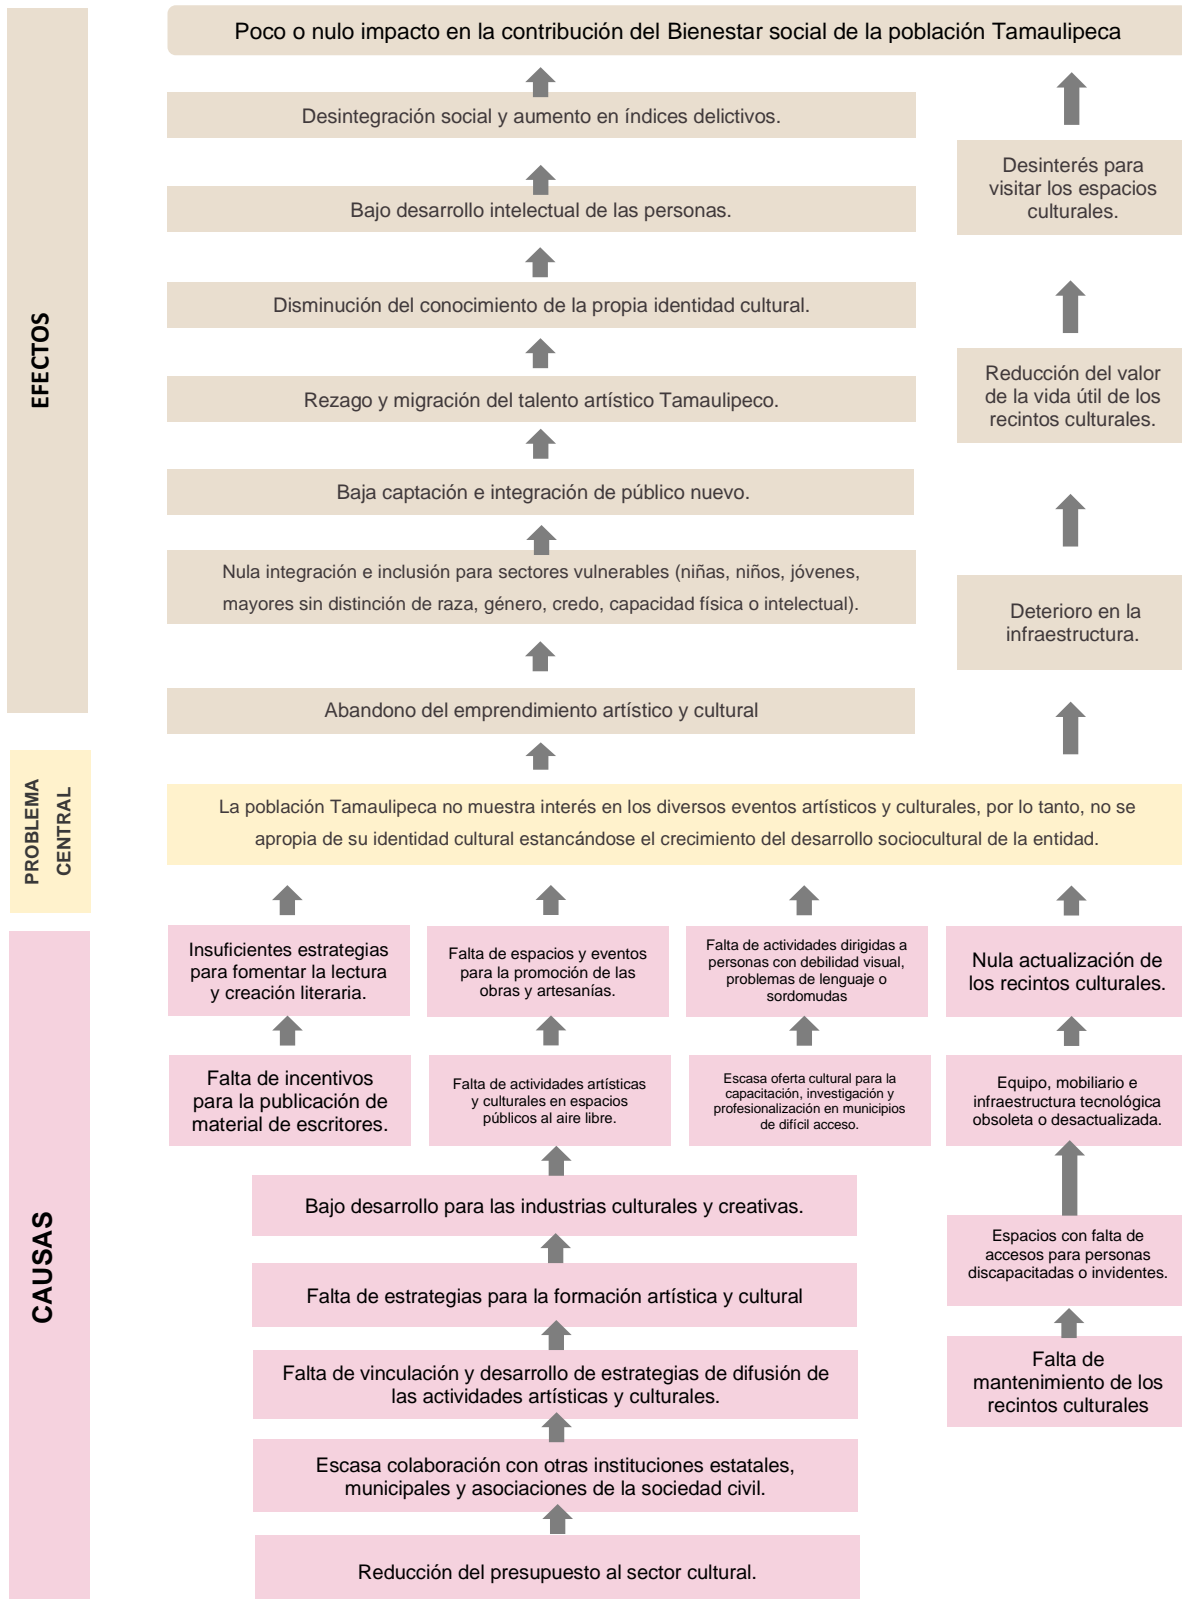 Poco o nulo impacto en la contribución del Bienestar social de la población Tamaulipeca
Desintegración social y aumento en índices delictivos.
Desinterés para
visitar los espacios
culturales.
Bajo desarrollo intelectual de las personas.
Disminución del conocimiento de la propia identidad cultural.
EFECTOS
Rezago y migración del talento artístico Tamaulipeco.
Reducción del valor
de la vida útil de los
recintos culturales.
Baja captación e integración de público nuevo.
Nula integración e inclusión para sectores vulnerables (niñas, niños, jóvenes,
mayores sin distinción de raza, género, credo, capacidad física o intelectual).
Deterioro en la
infraestructura.
Abandono del emprendimiento artístico y cultural
PROBLEMA
CENTRAL
La población Tamaulipeca no muestra interés en los diversos eventos artísticos y culturales, por lo tanto, no se
apropia de su identidad cultural estancándose el crecimiento del desarrollo sociocultural de la entidad.
Insuficientes estrategias
para fomentar la lectura
y creación literaria.
Falta de espacios y eventos
para la promoción de las
obras y artesanías.
Falta de actividades dirigidas a
personas con debilidad visual,
problemas de lenguaje o
sordomudas
Nula actualización de
los recintos culturales.
Falta de incentivos
para la publicación de
material de escritores.
Falta de actividades artísticas
y culturales en espacios
públicos al aire libre.
Escasa oferta cultural para la
capacitación, investigación y
profesionalización en municipios
de difícil acceso.
Equipo, mobiliario e
infraestructura tecnológica
obsoleta o desactualizada.
CAUSAS
Bajo desarrollo para las industrias culturales y creativas.
Espacios con falta de
accesos para personas
discapacitadas o invidentes.
Falta de estrategias para la formación artística y cultural
Falta de vinculación y desarrollo de estrategias de difusión de
las actividades artísticas y culturales.
Falta de
mantenimiento de los
recintos culturales
Escasa colaboración con otras instituciones estatales,
municipales y asociaciones de la sociedad civil.
Reducción del presupuesto al sector cultural.